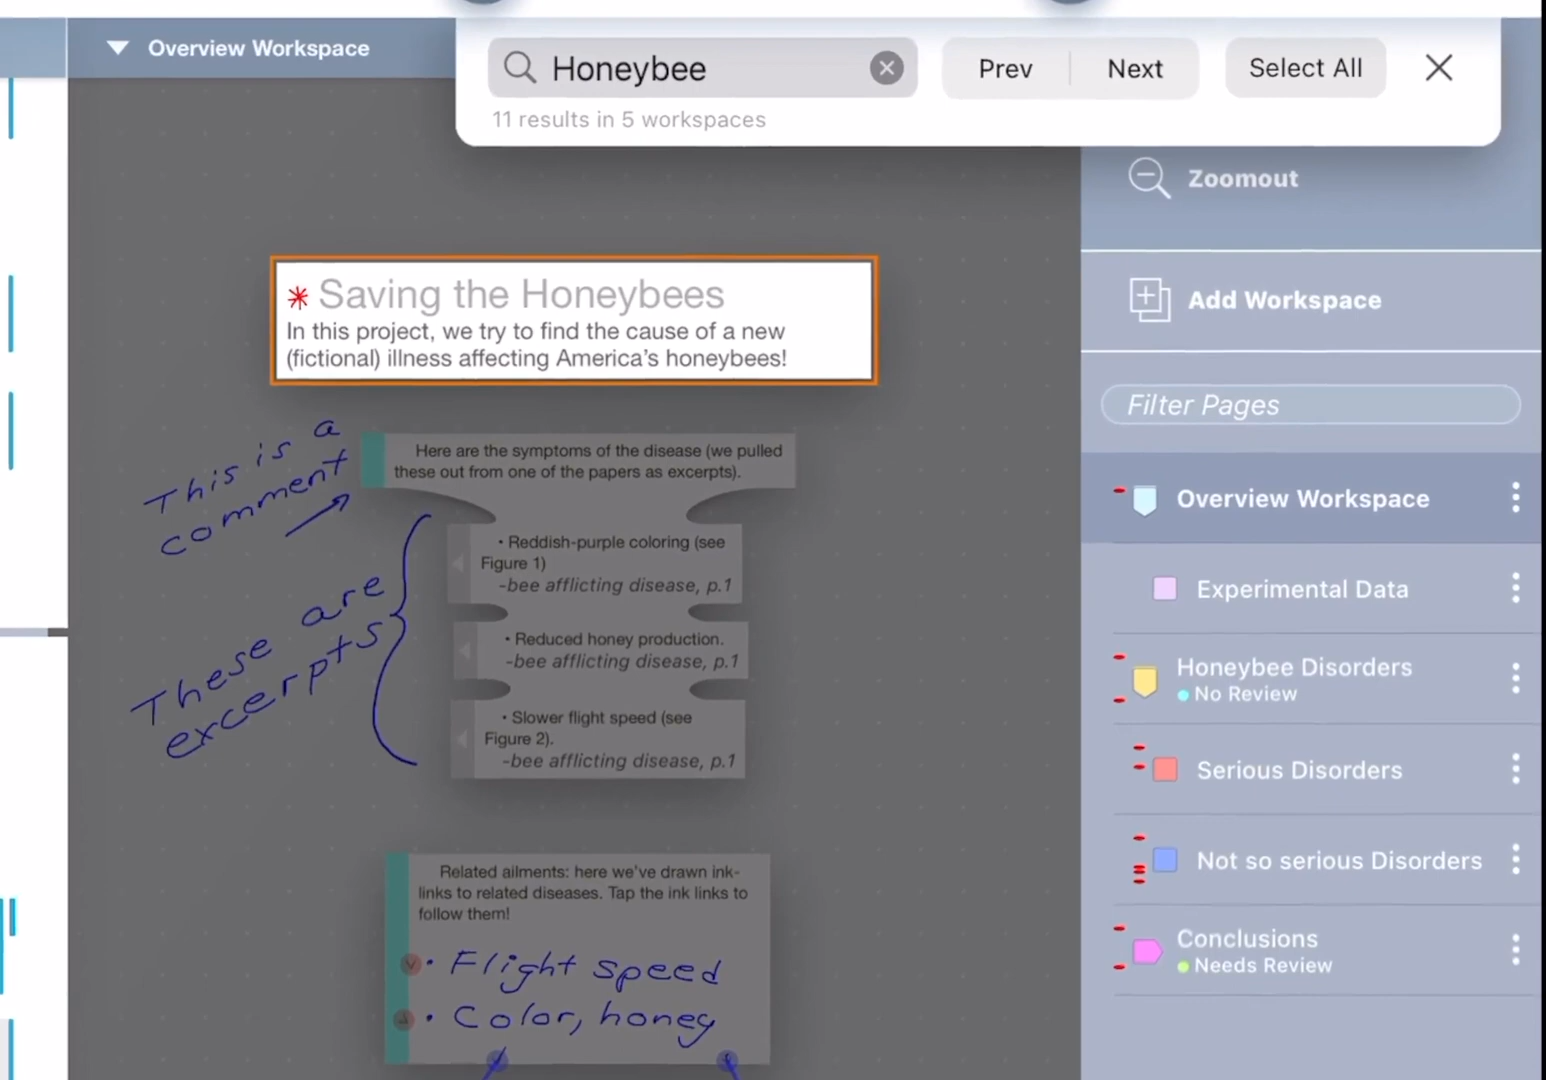 Overview Workspace
Honeybee
Prev
Next
Select All
11 results in 5 workspaces
Zoomout
Add Workspace
Filter Pages
Overview Workspace
Experimental Data
Honeybee Disorders
No Review
Serious Disorders
Not so serious Disorders
Conclusions
Needs Review
* Saving the Honeybees
In this project, we try to find the cause of a new
(fictional) illness affecting America’s honeybees!
This is a
comment
Here are the symptoms of the disease (we pulled
these out from one of the papers as excerpts).
These are
excerpts
• Reddish-purple coloring (see
Figure 1)
-bee afflicting disease, p.1
• Reduced honey production.
-bee afflicting disease, p.1
• Slower flight speed (see
Figure 2).
-bee afflicting disease, p.1
Related ailments: here we’ve drawn ink-
links to related diseases. Tap the ink links to
follow them!
• Flight speed
• Color, honey